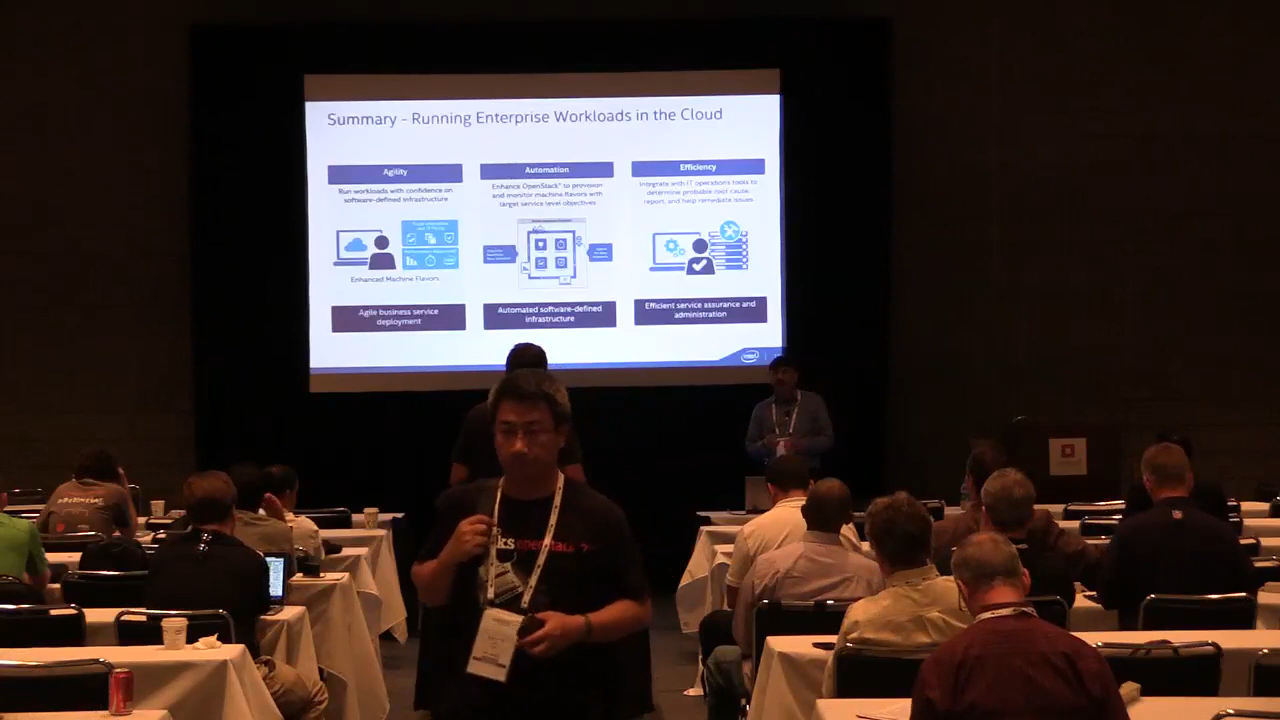 Summary - Running Enterprise Workloads in the Cloud
Agility
Run workloads with confidence on
software-defined infrastructure
Enhanced Machine Flavors
Agile business service
deployment
Automation
Enhance OpenStack* to provision
and monitor machine flavors with
target service level objectives
Automated software-defined
infrastructure
Efficiency
Integrate with IT operations tools to
determine probable root cause,
report, and help remediate issues
Efficient service assurance and
administration
intel
openstack